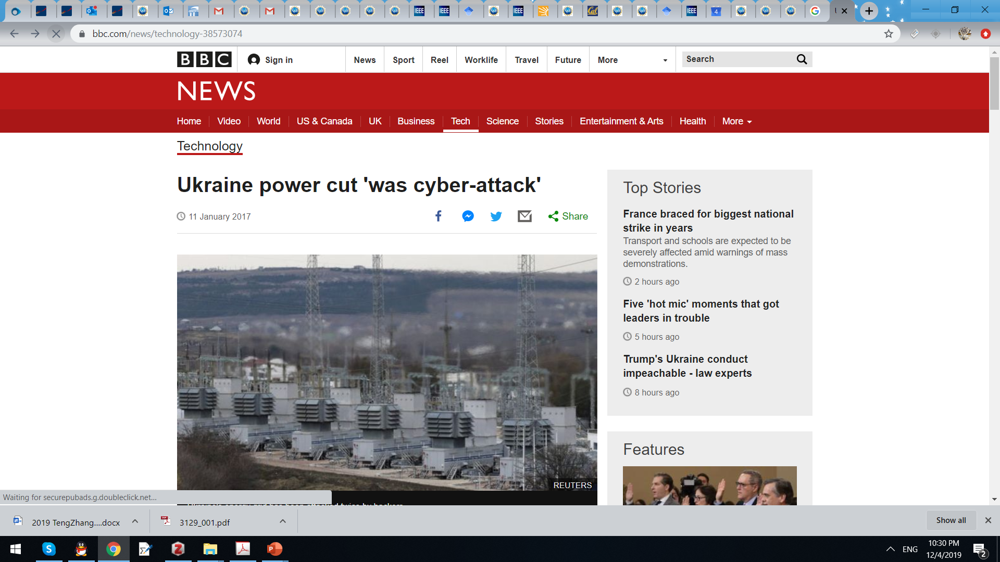 bbc.com/news/technology-38573074
BBC
Sign in
News
Sport
Reel
Worklife
Travel
Future
More
Search
NEWS
Home
Video
World
US & Canada
UK
Business
Tech
Science
Stories
Entertainment & Arts
Health
More
Technology
Ukraine power cut 'was cyber-attack'
11 January 2017
Share
REUTERS
Top Stories
France braced for biggest national
strike in years
Transport and schools are expected to be
severely affected amid warnings of mass
demonstrations.
2 hours ago
Five 'hot mic' moments that got
leaders in trouble
5 hours ago
Trump's Ukraine conduct
impeachable - law experts
8 hours ago
Features
Waiting for securepubads.g.doubleclick.net...
2019 TengZhang....docx
3129_001.pdf
Show all
ENG
10:30 PM
12/4/2019
2